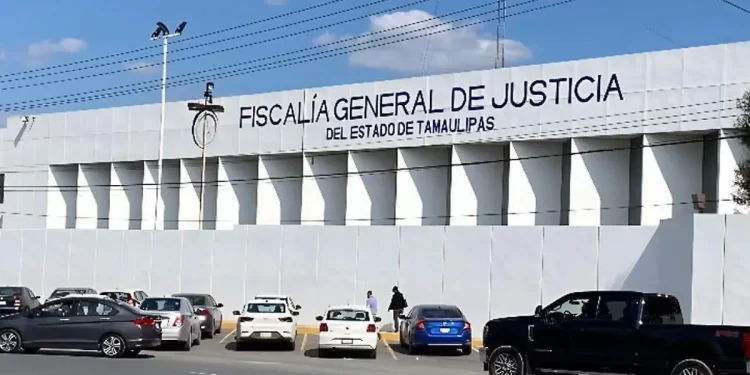 FISCALÍA GENERAL DE JUSTICIA
DEL ESTADO DE TAMAULIPAS